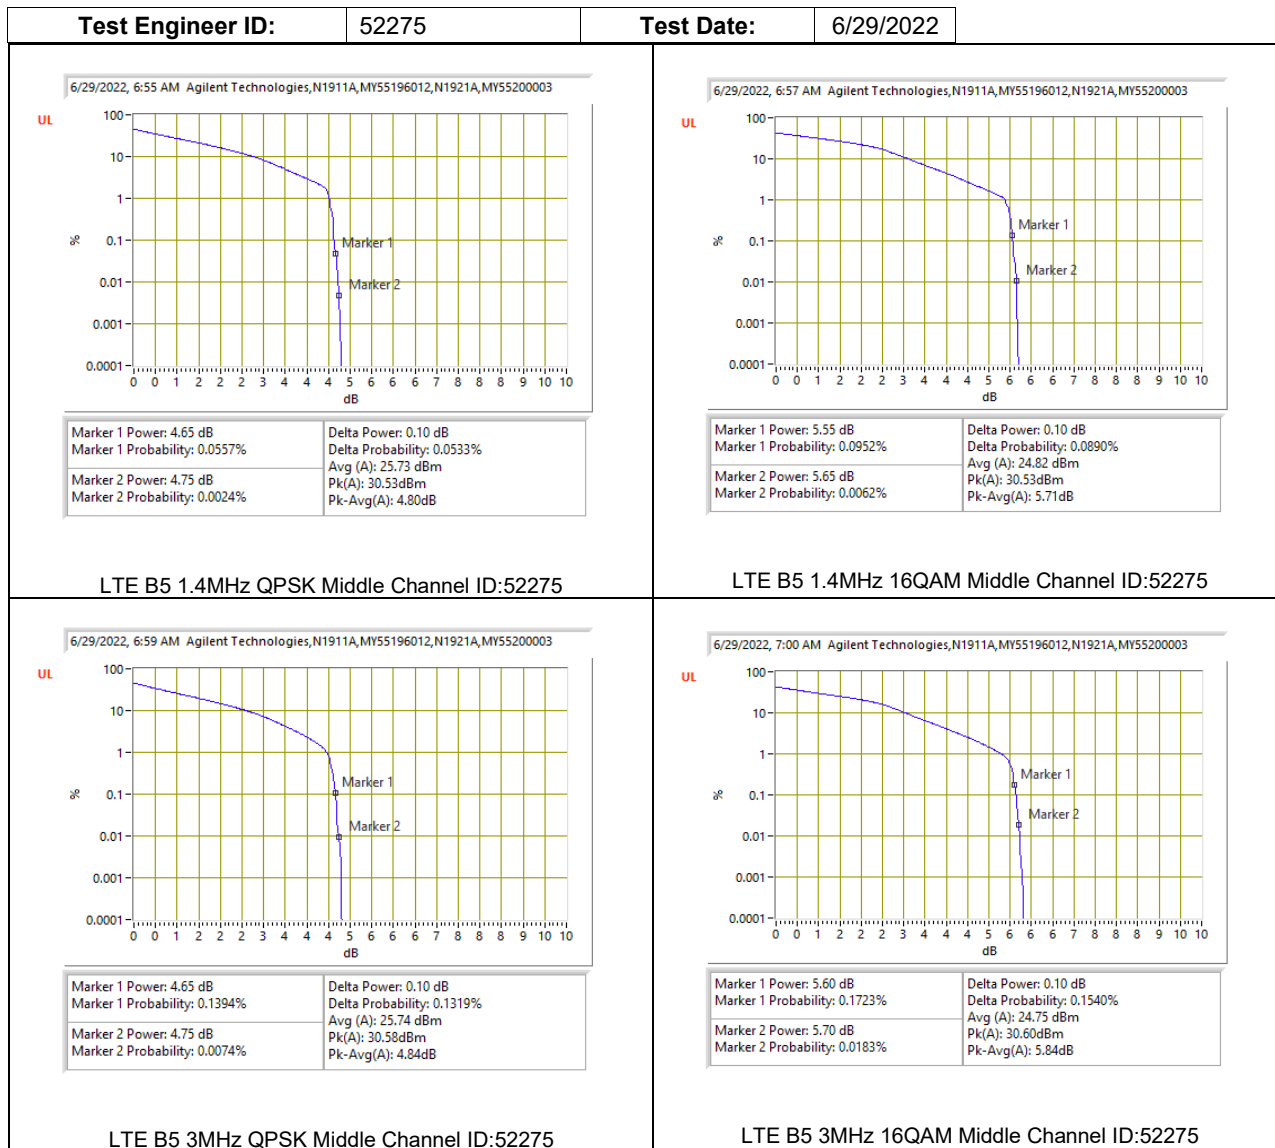 Test Engineer ID: 52275 Test Date: 6/29/2022
6/29/2022, 6:55 AM Agilent Technologies,N1911A,MY55196012,N1921A,MY55200003
UL
100
10
1
0.1
0.01
0.001
0.0001
%
Marker 1
Marker 2
0 0 1 2 2 3 3 4 4 4 5 6 6 6 7 8 8 9 9 10 10
dB
Marker 1 Power: 4.65 dB
Marker 1 Probability: 0.0557%
Marker 2 Power: 4.75 dB
Marker 2 Probability: 0.0024%
Delta Power: 0.10 dB
Delta Probability: 0.0533%
Avg (A): 25.73 dBm
Pk(A): 30.53dBm
Pk-Avg(A): 4.80dB
LTE B5 1.4MHz QPSK Middle Channel ID:52275
6/29/2022, 6:57 AM Agilent Technologies,N1911A,MY55196012,N1921A,MY55200003
UL
100
10
1
0.1
0.01
0.001
0.0001
%
Marker 1
Marker 2
0 0 1 2 2 2 3 4 4 4 5 6 6 6 7 8 8 8 9 10 10
dB
Marker 1 Power: 5.55 dB
Marker 1 Probability: 0.0952%
Marker 2 Power: 5.65 dB
Marker 2 Probability: 0.0062%
Delta Power: 0.10 dB
Delta Probability: 0.0890%
Avg (A): 24.82 dBm
Pk(A): 30.53dBm
Pk-Avg(A): 5.71dB
LTE B5 1.4MHz 16QAM Middle Channel ID:52275
6/29/2022, 6:59 AM Agilent Technologies,N1911A,MY55196012,N1921A,MY55200003
UL
100
10
1
0.1
0.01
0.001
0.0001
%
Marker 1
Marker 2
0 0 1 2 2 2 3 4 4 4 5 6 6 6 7 8 8 8 9 10 10
dB
Marker 1 Power: 4.65 dB
Marker 1 Probability: 0.1394%
Marker 2 Power: 4.75 dB
Marker 2 Probability: 0.0074%
Delta Power: 0.10 dB
Delta Probability: 0.1319%
Avg (A): 25.74 dBm
Pk(A): 30.58dBm
Pk-Avg(A): 4.84dB
LTE B5 3MHz QPSK Middle Channel ID:52275
6/29/2022, 7:00 AM Agilent Technologies,N1911A,MY55196012,N1921A,MY55200003
UL
100
10
1
0.1
0.01
0.001
0.0001
%
Marker 1
Marker 2
0 0 1 2 2 2 3 4 4 4 5 6 6 6 7 8 8 8 9 10 10
dB
Marker 1 Power: 5.60 dB
Marker 1 Probability: 0.1723%
Marker 2 Power: 5.70 dB
Marker 2 Probability: 0.0183%
Delta Power: 0.10 dB
Delta Probability: 0.1540%
Avg (A): 24.75 dBm
Pk(A): 30.60dBm
Pk-Avg(A): 5.84dB
LTE B5 3MHz 16QAM Middle Channel ID:52275